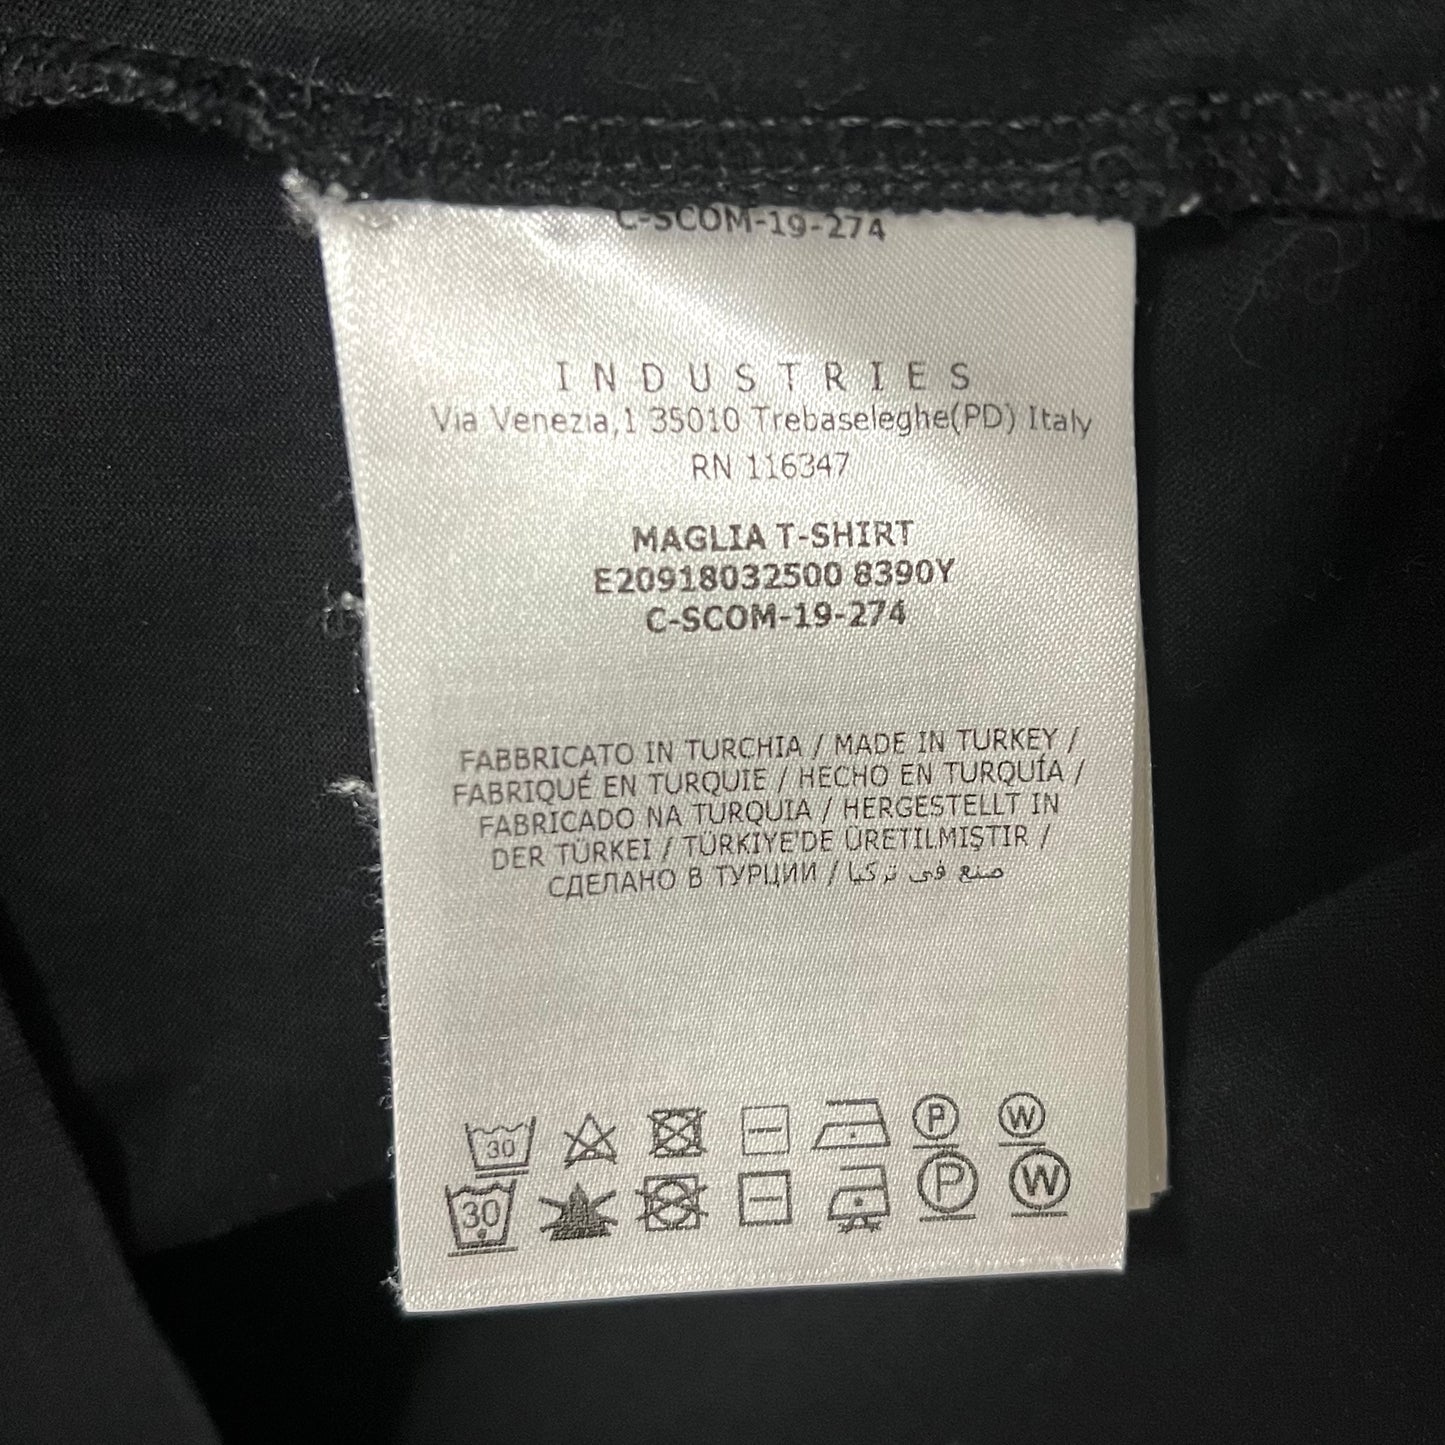 C-SCOM-19-274
INDUSTRIES
Via Venezia,1 35010 Trebaseleghe(PD) Italy
RN 116347
MAGLIA T-SHIRT
E20918032500 8390Y
C-SCOM-19-274
FABBRICATO IN TURCHIA / MADE IN TURKEY /
FABRIQUÉ EN TURQUIE / HECHO EN TURQUÍA /
FABRICADO NA TURQUIA / HERGESTELLT IN
DER TÜRKEI / TÜRKİYE'DE ÜRETILMIŞTIR /
СДЕЛАНО В ТУРЦИИ / صنع في تركيا
30 P W
30 P W